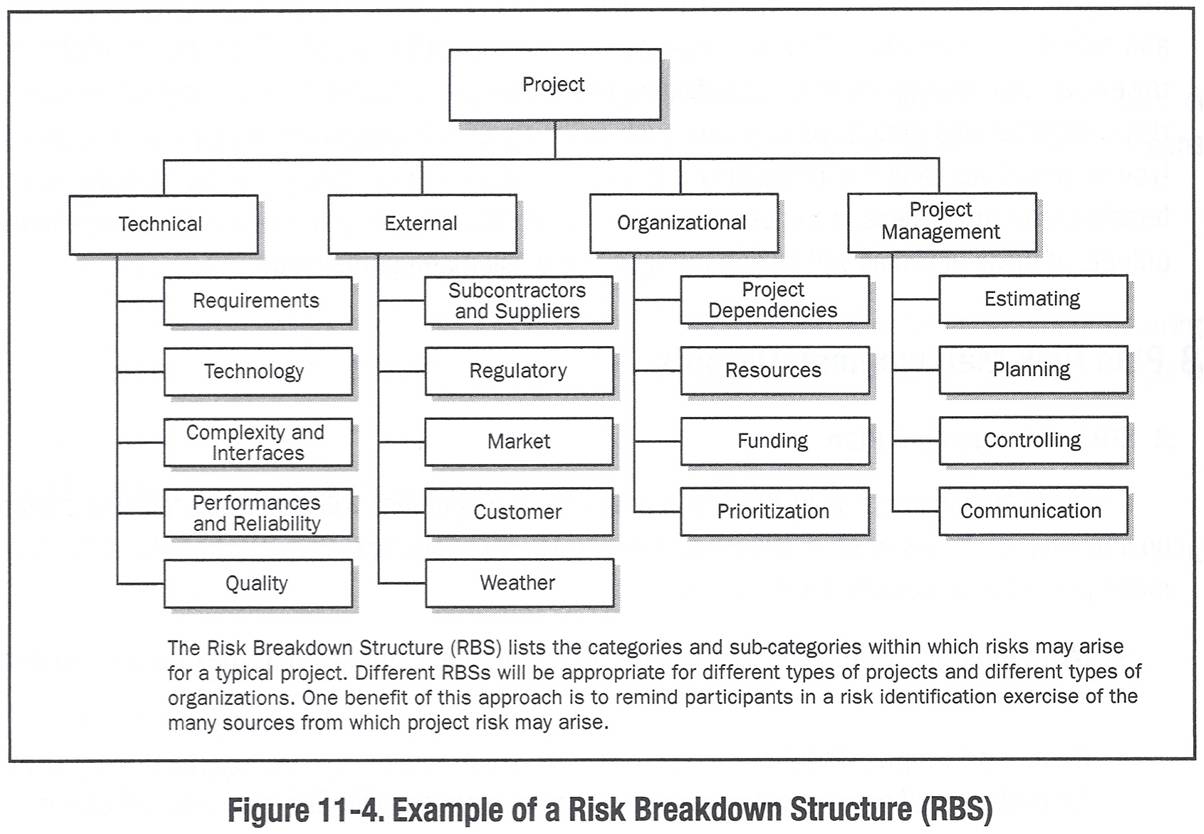 Project
Technical
External
Organizational
Project
Management
Requirements
Technology
Complexity and
Interfaces
Performances
and Reliability
Quality
Subcontractors
and Suppliers
Regulatory
Market
Customer
Weather
Project
Dependencies
Resources
Funding
Prioritization
Estimating
Planning
Controlling
Communication
The Risk Breakdown Structure (RBS) lists the categories and sub-categories within which risks may arise
for a typical project. Different RBSs will be appropriate for different types of projects and different types of
organizations. One benefit of this approach is to remind participants in a risk identification exercise of the
many sources from which project risk may arise.
Figure 11-4. Example of a Risk Breakdown Structure (RBS)